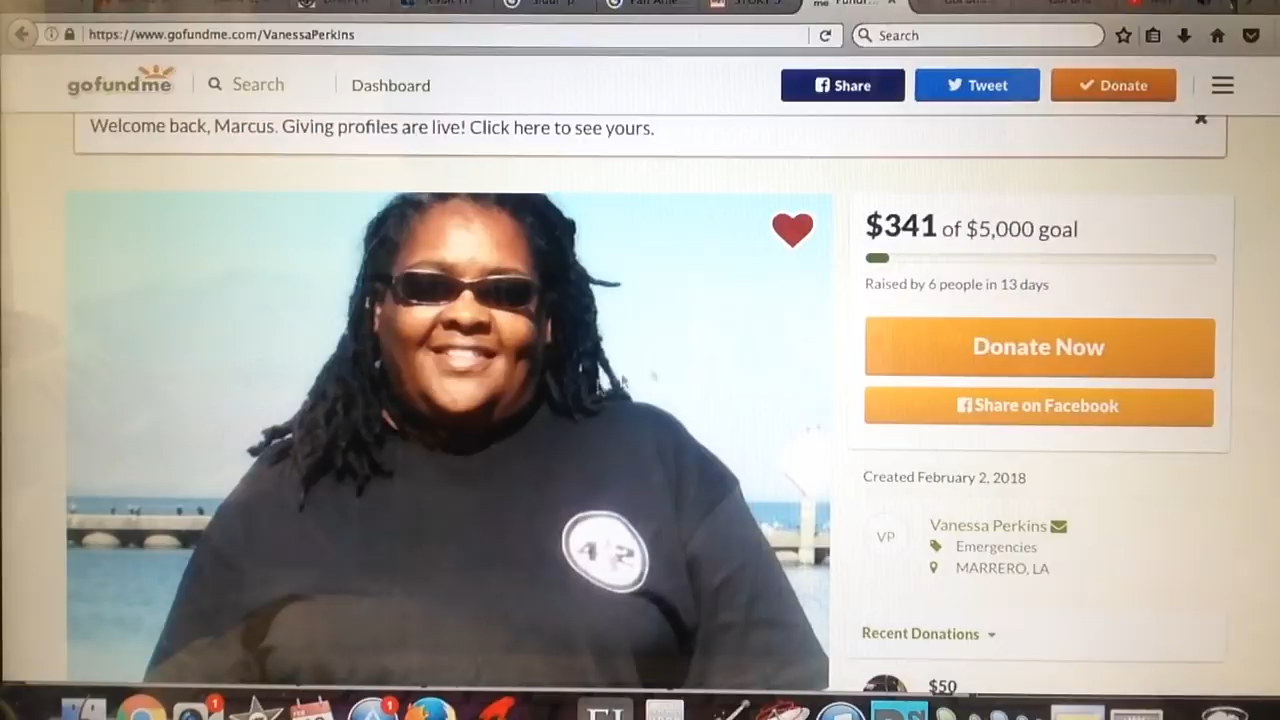 https://www.gofundme.com/VanessaPerkins
Search
gofundme
Search
Dashboard
Share
Tweet
Donate
Welcome back, Marcus. Giving profiles are live! Click here to see yours.
$341 of $5,000 goal
Raised by 6 people in 13 days
Donate Now
Share on Facebook
Created February 2, 2018
VP
Vanessa Perkins
Emergencies
MARRERO, LA
Recent Donations
$50